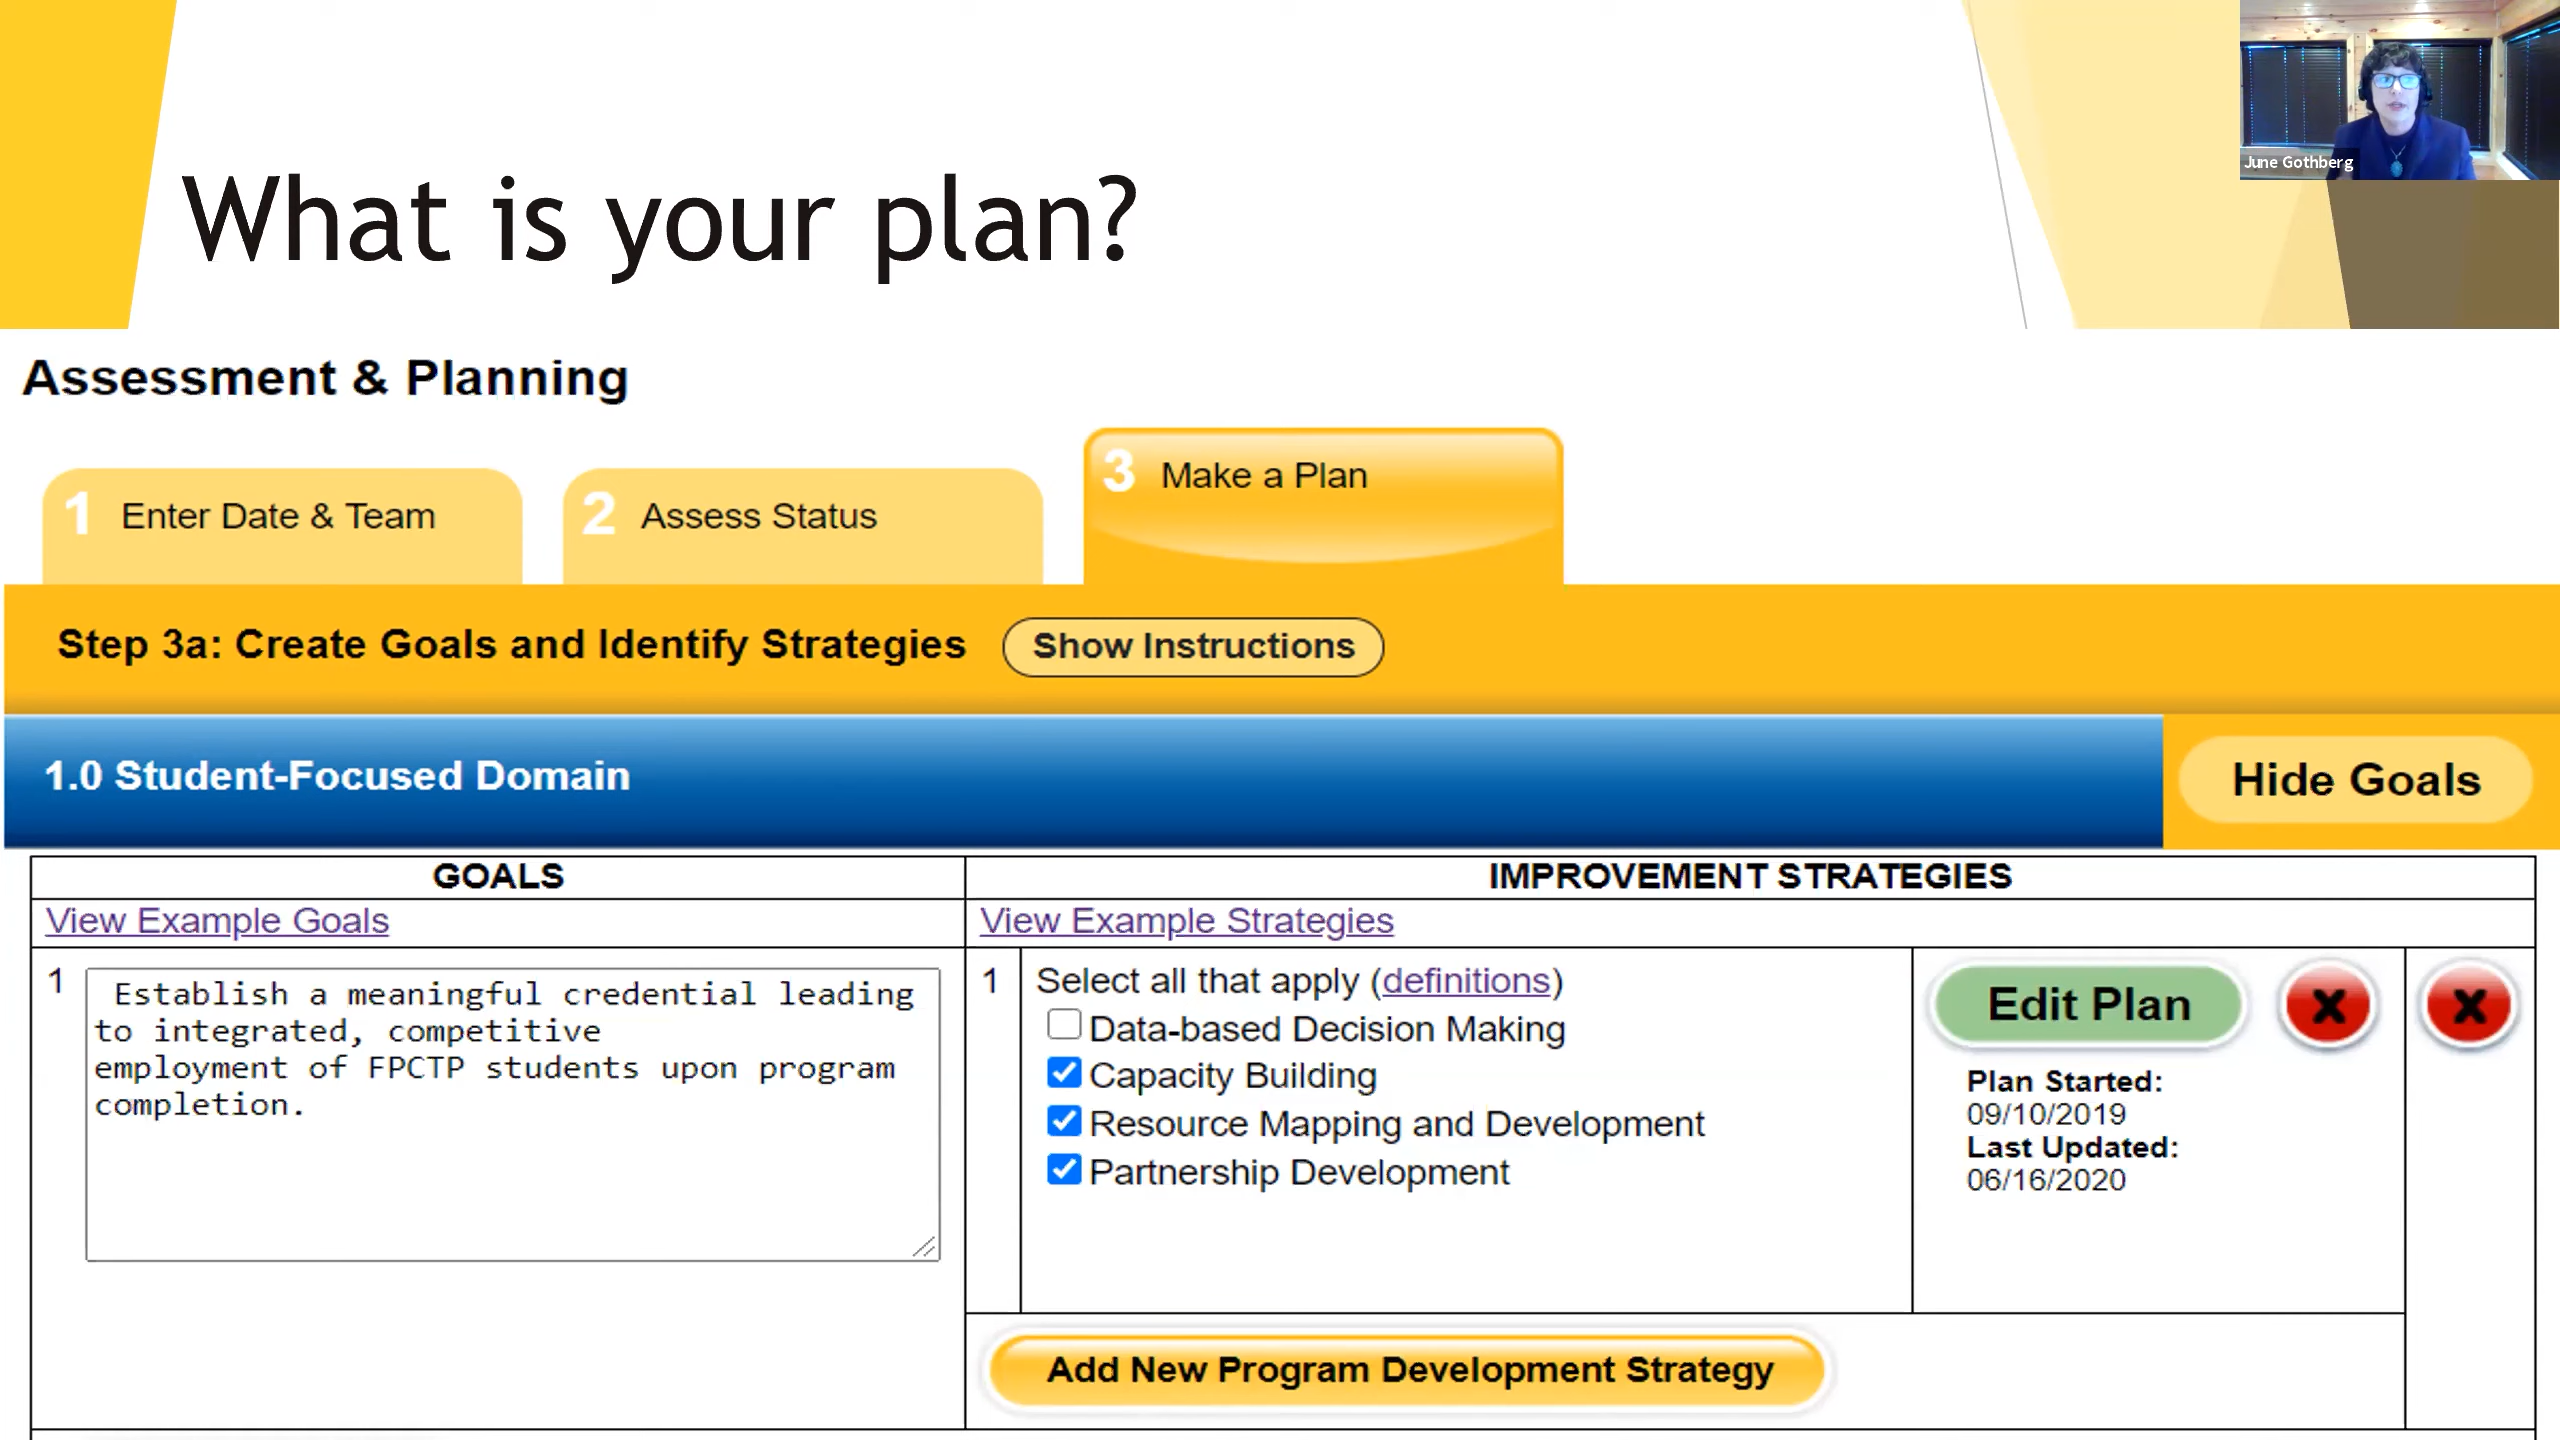 What is your plan?
June Gothberg
Assessment & Planning
1 Enter Date & Team
2 Assess Status
3 Make a Plan
Step 3a: Create Goals and Identify Strategies
Show Instructions
1.0 Student-Focused Domain
Hide Goals
GOALS
IMPROVEMENT STRATEGIES
View Example Goals
View Example Strategies
1
Establish a meaningful credential leading
to integrated, competitive
employment of FPCTP students upon program
completion.
1
Select all that apply (definitions)
Data-based Decision Making
Capacity Building
Resource Mapping and Development
Partnership Development
Edit Plan
X
X
Plan Started:
09/10/2019
Last Updated:
06/16/2020
Add New Program Development Strategy